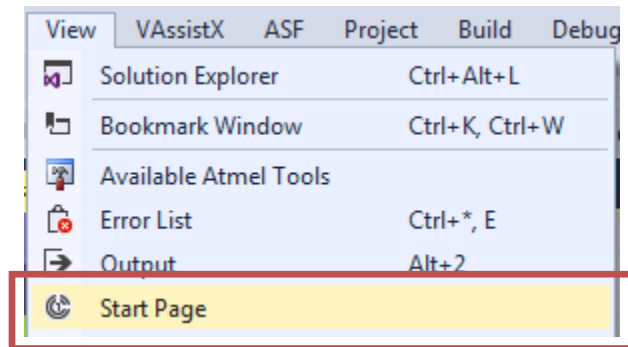 View VAssistX ASF Project Build Debug
Solution Explorer Ctrl+Alt+L
Bookmark Window Ctrl+K, Ctrl+W
Available Atmel Tools
Error List Ctrl+*, E
Output Alt+2
Start Page